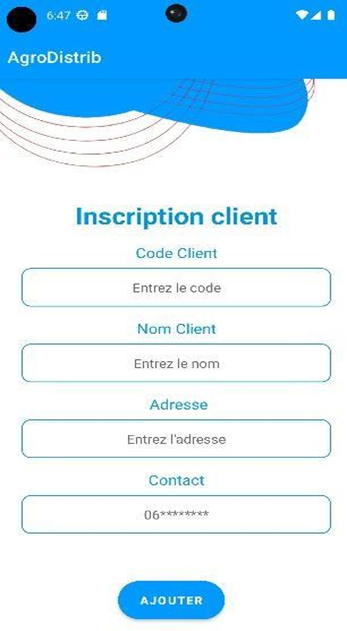 6:47
AgroDistrib
Inscription client
Code Client
Entrez le code
Nom Client
Entrez le nom
Adresse
Entrez l'adresse
Contact
06********
AJOUTER